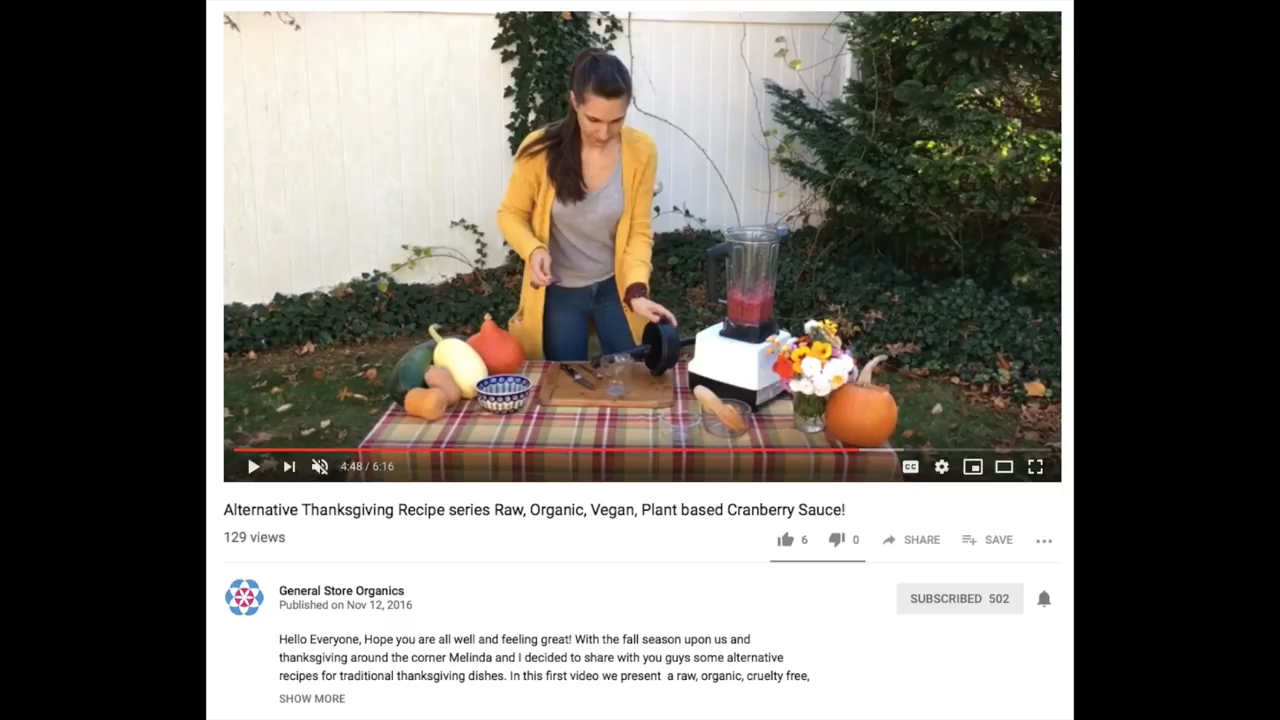 4:48 / 6:16
CC
Alternative Thanksgiving Recipe series Raw, Organic, Vegan, Plant based Cranberry Sauce!
129 views
6 0 SHARE SAVE
General Store Organics
Published on Nov 12, 2016
SUBSCRIBED 502
Hello Everyone, Hope you are all well and feeling great! With the fall season upon us and
thanksgiving around the corner Melinda and I decided to share with you guys some alternative
recipes for traditional thanksgiving dishes. In this first video we present a raw, organic, cruelty free,
SHOW MORE